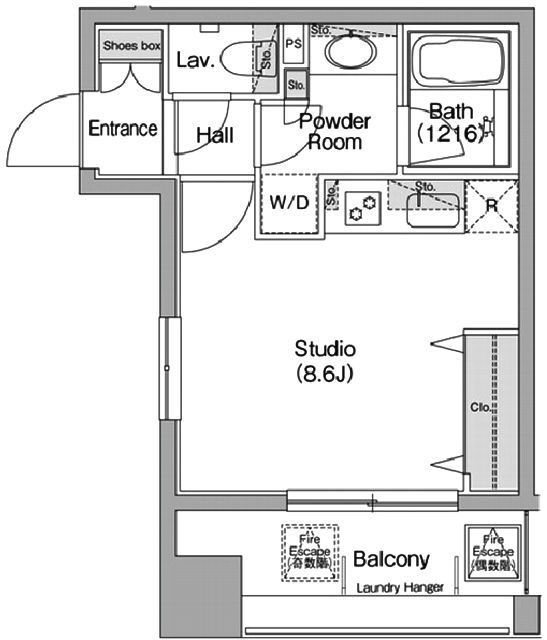 Shoes box
Lav.
Sto.
PS
Sto.
Sto.
Entrance
Hall
Powder
Room
Bath
(1216)
W/D
Sto.
Sto.
R
Studio
(8.6J)
Clo.
Fire
Escape
(奇数階)
Balcony
Fire
Escape
(偶数階)
Laundry Hanger